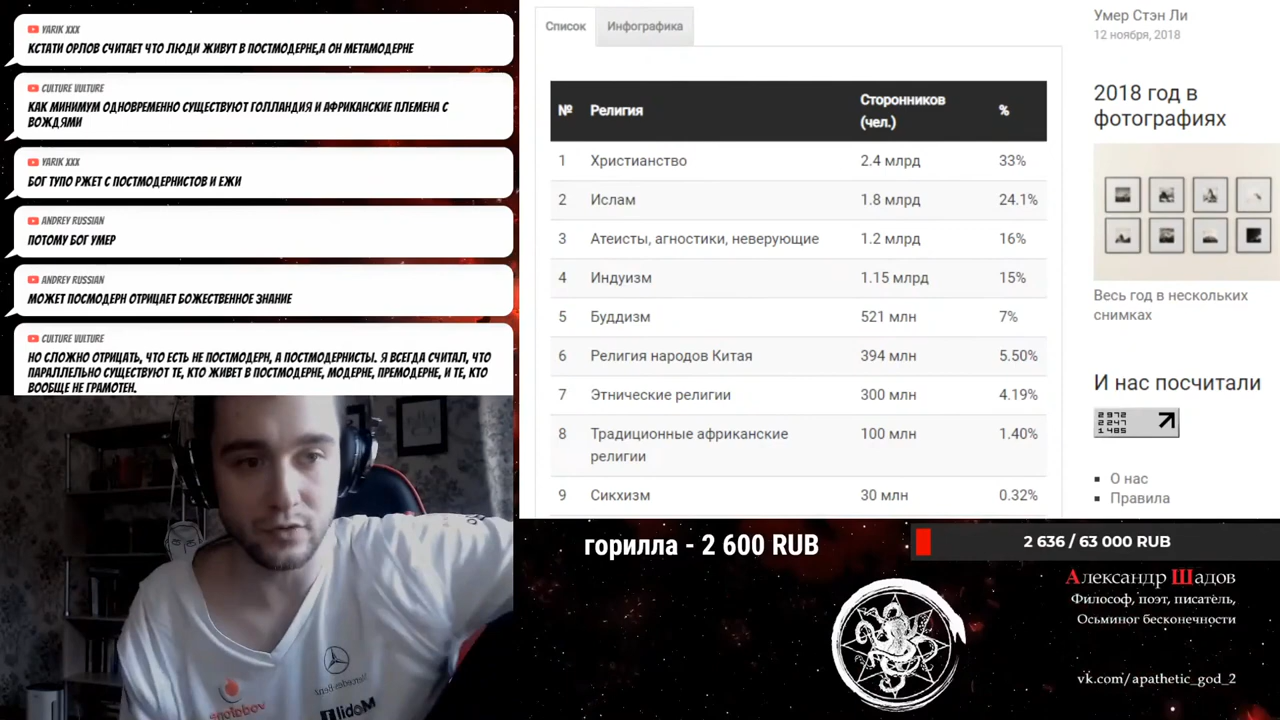 YARIK XXX
КСТАТИ ОРЛОВ СЧИТАЕТ ЧТО ЛЮДИ ЖИВУТ В ПОСТМОДЕРНЕ,А ОН МЕТАМОДЕРНЕ
CULTURE VULTURE
КАК МИНИМУМ ОДНОВРЕМЕННО СУЩЕСТВУЮТ ГОЛЛАНДИЯ И АФРИКАНСКИЕ ПЛЕМЕНА С
ВОЖДЯМИ
YARIK XXX
БОГ ТУПО РЖЕТ С ПОСТМОДЕРНИСТОВ И ЕЖИ
ANDREY RUSSIAN
ПОТОМУ БОГ УМЕР
ANDREY RUSSIAN
МОЖЕТ ПОСМОДЕРН ОТРИЦАЕТ БОЖЕСТВЕННОЕ ЗНАНИЕ
CULTURE VULTURE
НО СЛОЖНО ОТРИЦАТЬ, ЧТО ЕСТЬ НЕ ПОСТМОДЕРН, А ПОСТМОДЕРНИСТЫ. Я ВСЕГДА СЧИТАЛ, ЧТО
ПАРАЛЛЕЛЬНО СУЩЕСТВУЮТ ТЕ, КТО ЖИВЕТ В ПОСТМОДЕРНЕ, МОДЕРНЕ, ПРЕМОДЕРНЕ, И ТЕ, КТО
ВООБЩЕ НЕ ГРАМОТЕН.
Список Инфографика
№ Религия Сторонников (чел.) %
1 Христианство 2.4 млрд 33%
2 Ислам 1.8 млрд 24.1%
3 Атеисты, агностики, неверующие 1.2 млрд 16%
4 Индуизм 1.15 млрд 15%
5 Буддизм 521 млн 7%
6 Религия народов Китая 394 млн 5.50%
7 Этнические религии 300 млн 4.19%
8 Традиционные африканские религии 100 млн 1.40%
9 Сикхизм 30 млн 0.32%
Умер Стэн Ли
12 ноября, 2018
2018 год в
фотографиях
Весь год в нескольких
снимках
И нас посчитали
2972
2247
1485
О нас
Правила
горилла - 2 600 RUB
2 636 / 63 000 RUB
Александр Шадов
Философ, поэт, писатель,
Осьминог бесконечности
vk.com/apathetic_god_2